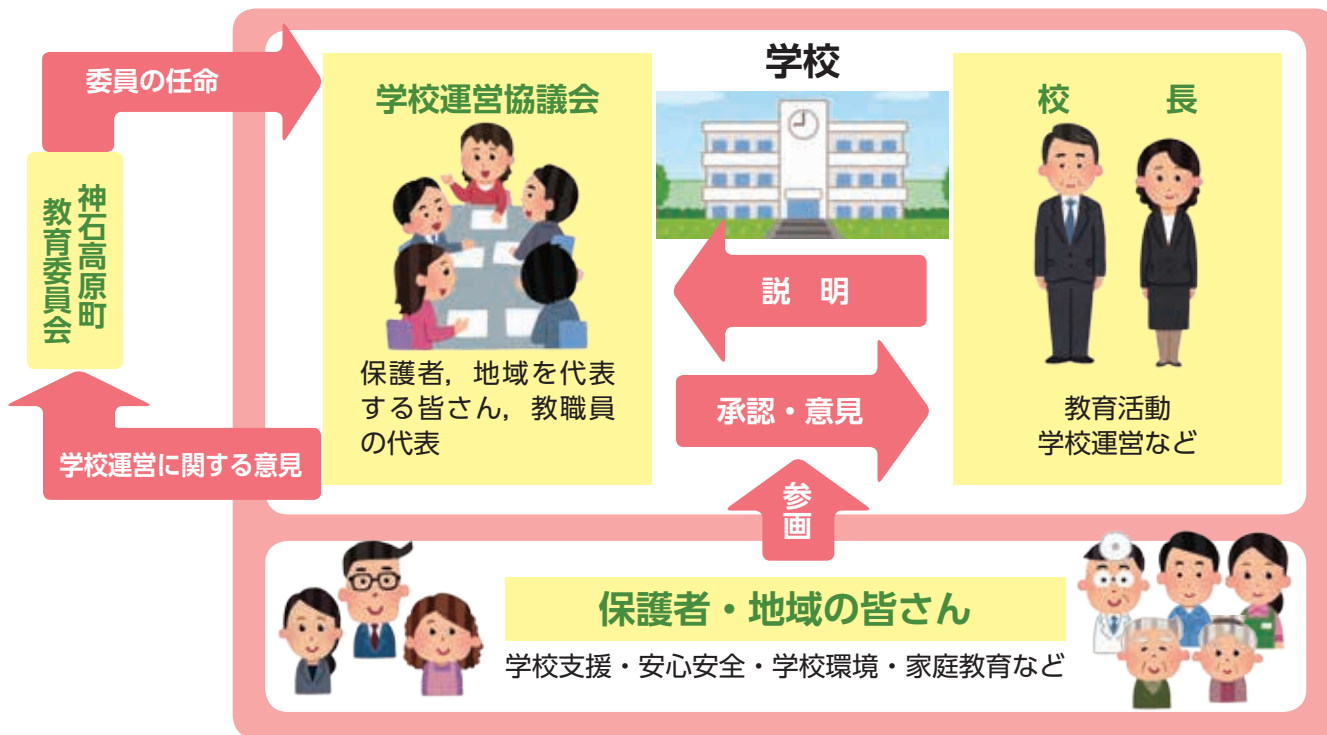 委員の任命
神石高原町
教育委員会
学校運営に関する意見
学校
学校運営協議会
保護者，地域を代表
する皆さん，教職員
の代表
説　明
承認・意見
校　長
教育活動
学校運営など
参画
保護者・地域の皆さん
学校支援・安心安全・学校環境・家庭教育など